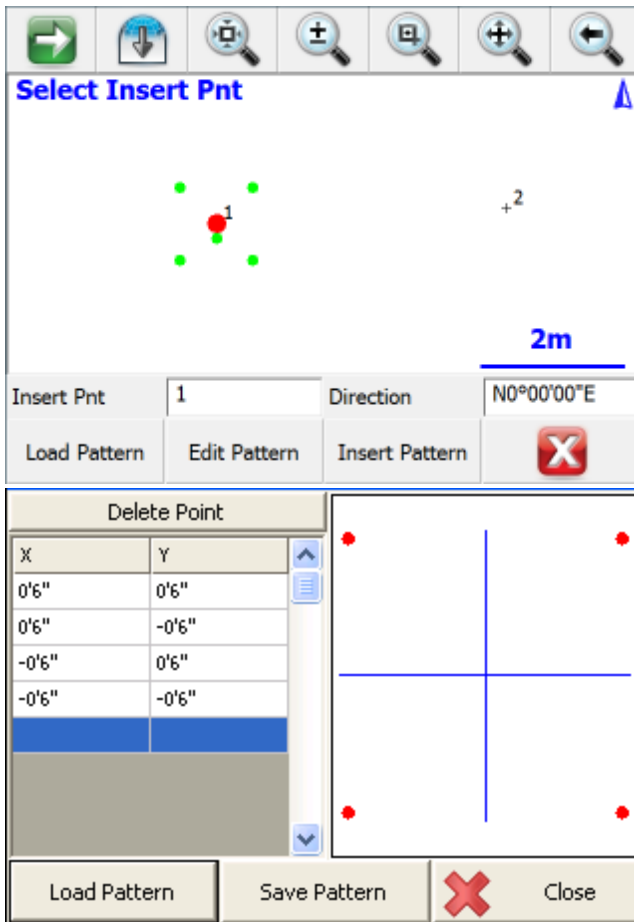 Select Insert Pnt
1
2
2m
Insert Pnt 1 Direction N0°00'00"E
Load Pattern Edit Pattern Insert Pattern
Delete Point
X Y
0'6" 0'6"
0'6" -0'6"
-0'6" 0'6"
-0'6" -0'6"
Load Pattern Save Pattern Close